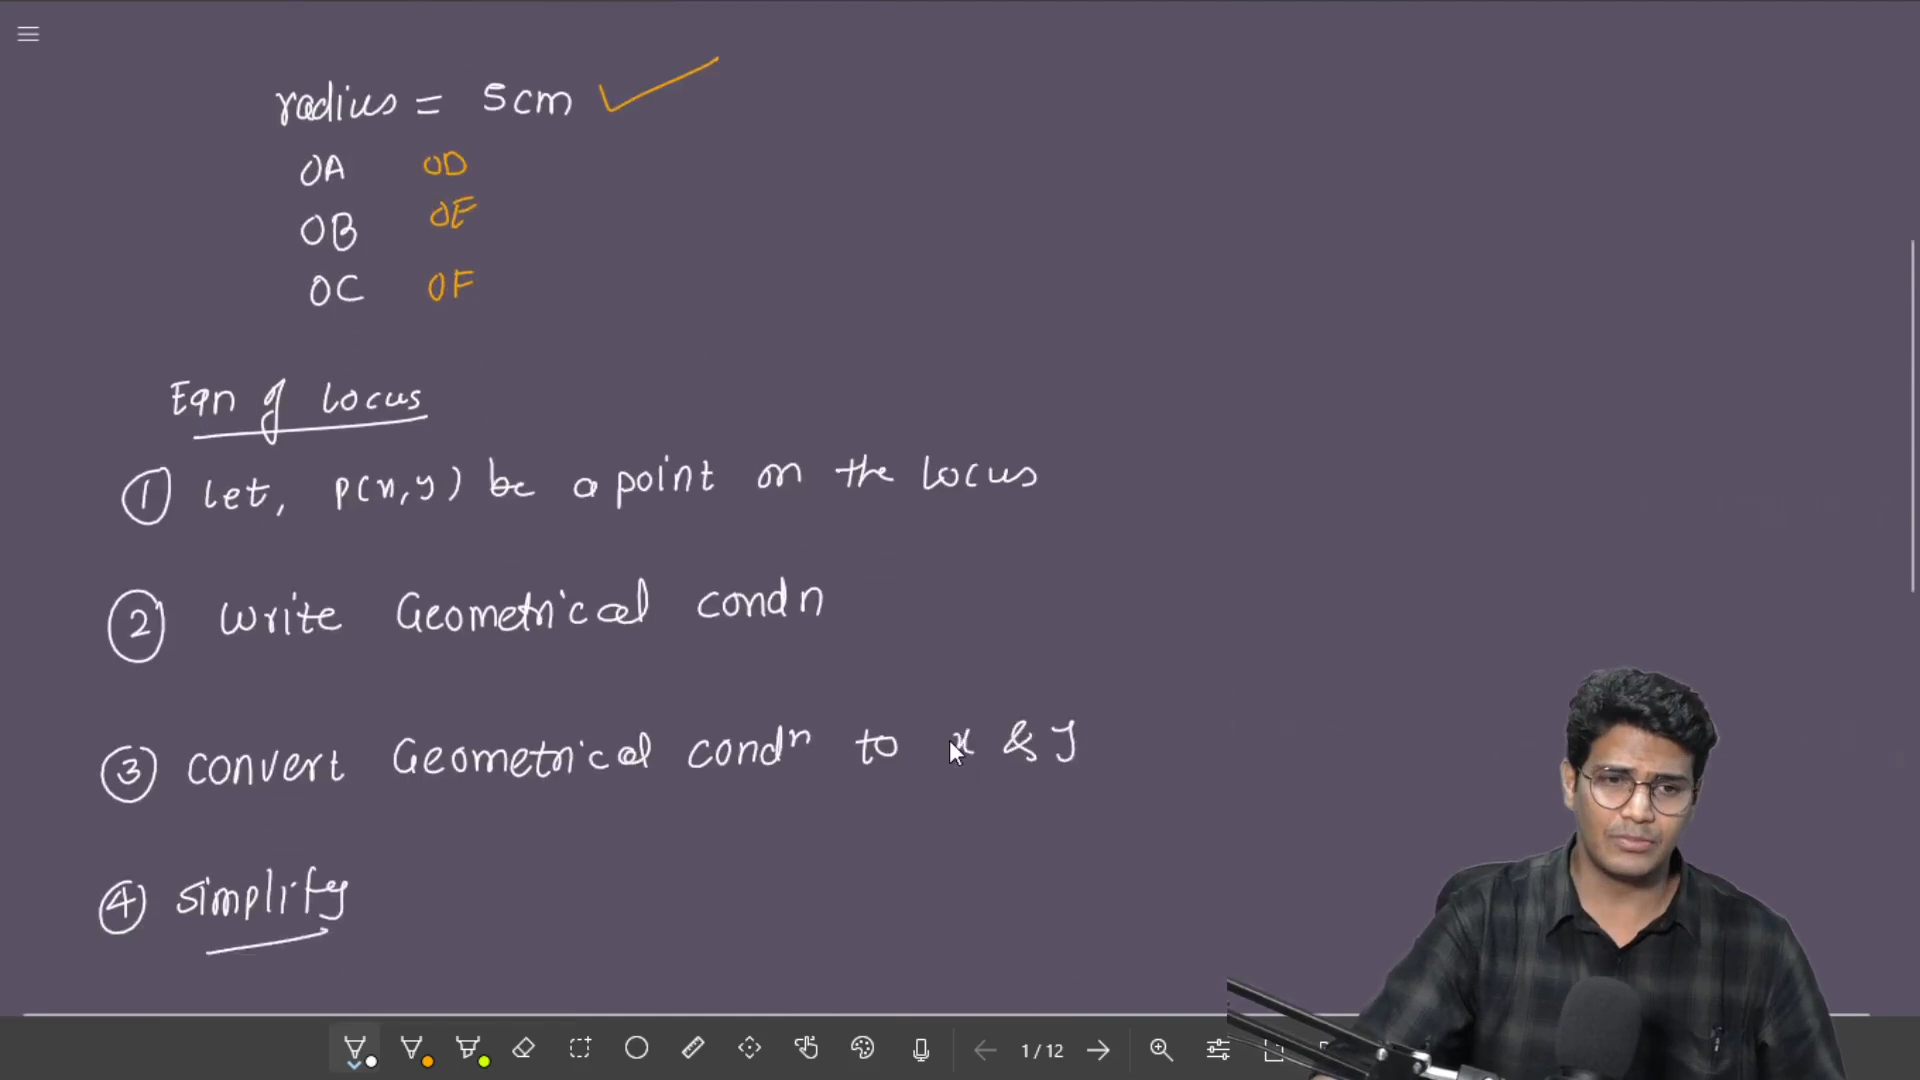 radius = 5cm
OA OD
OB OE
OC OF
Eqn of Locus
① Let, P(x,y) be a point on the Locus
② Write Geometrical condn
③ Convert Geometrical condn to x & y
④ Simplify
1/12